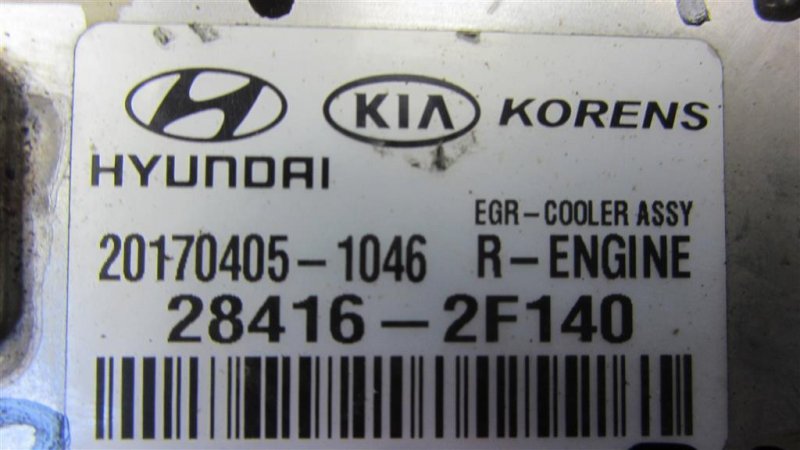 KIA KORENS
HYUNDAI
EGR-COOLER ASSY
20170405-1046 R-ENGINE
28416-2F140